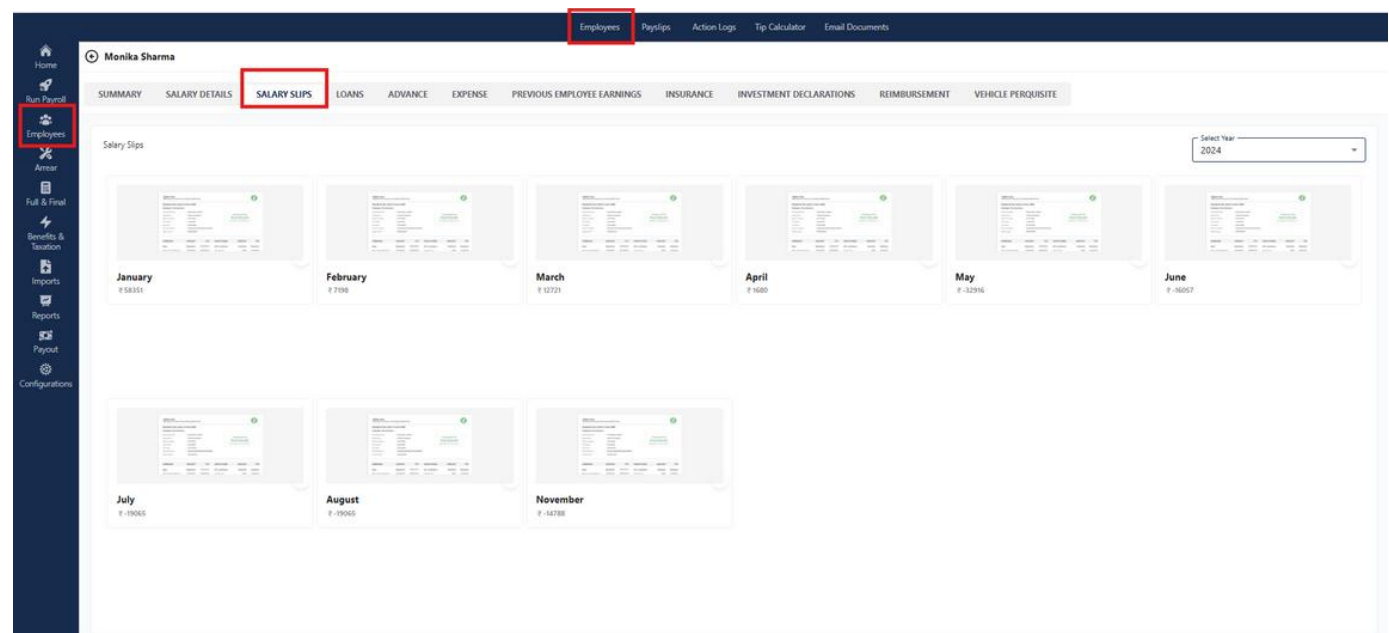 Employees Payslips Action Logs Tip Calculator Email Documents
Home
Run Payroll
Employees
Arrear
Full & Final
Benefits &
Taxation
Imports
Reports
Payout
Configurations
Monika Sharma
SUMMARY SALARY DETAILS SALARY SLIPS LOANS ADVANCE EXPENSE PREVIOUS EMPLOYEE EARNINGS INSURANCE INVESTMENT DECLARATIONS REIMBURSEMENT VEHICLE PERQUISITE
Salary Slips
Select Year
2024
January February March April May June
₹ 58351 ₹ 7198 ₹ 12721 ₹ 1680 ₹ -32916 ₹ -16057
July August November
₹ -19065 ₹ -19065 ₹ -14788